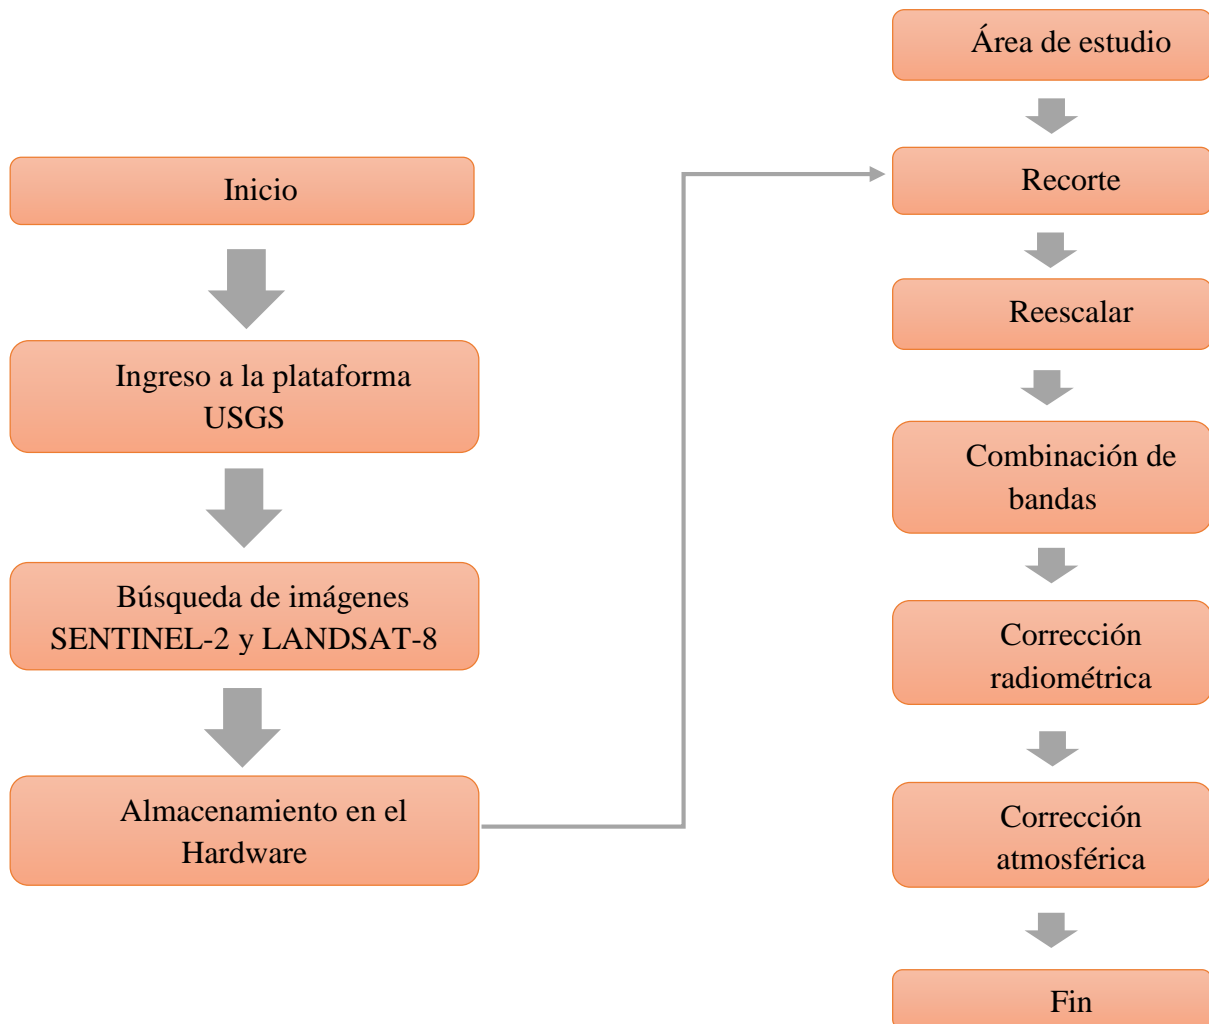 Inicio
Ingreso a la plataforma
USGS
Búsqueda de imágenes
SENTINEL-2 y LANDSAT-8
Almacenamiento en el
Hardware
Área de estudio
Recorte
Reescalar
Combinación de
bandas
Corrección
radiométrica
Corrección
atmosférica
Fin